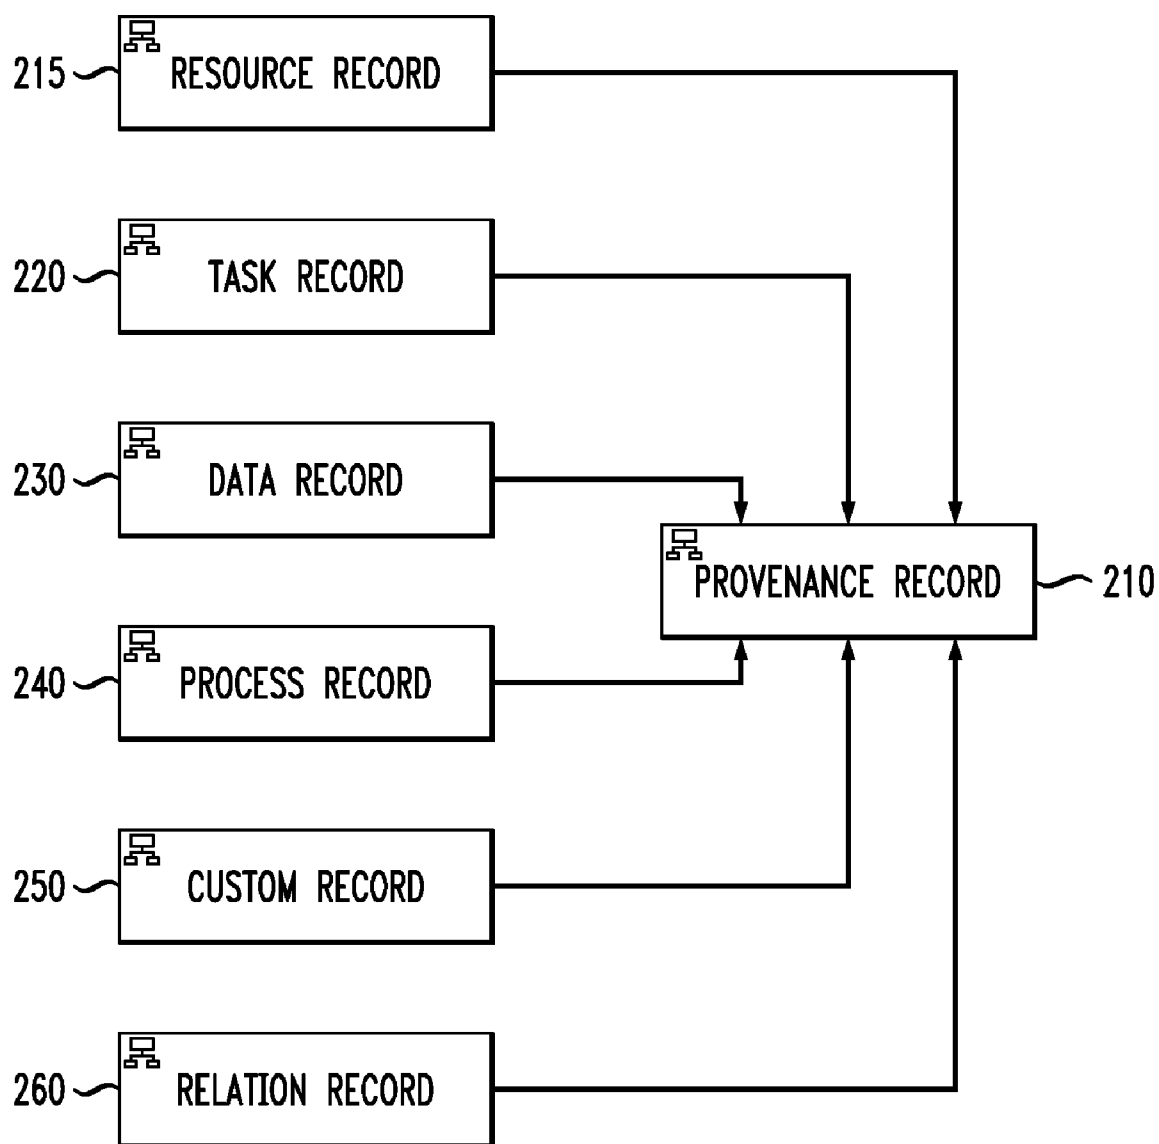 215 RESOURCE RECORD
220 TASK RECORD
230 DATA RECORD
PROVENANCE RECORD 210
240 PROCESS RECORD
250 CUSTOM RECORD
260 RELATION RECORD